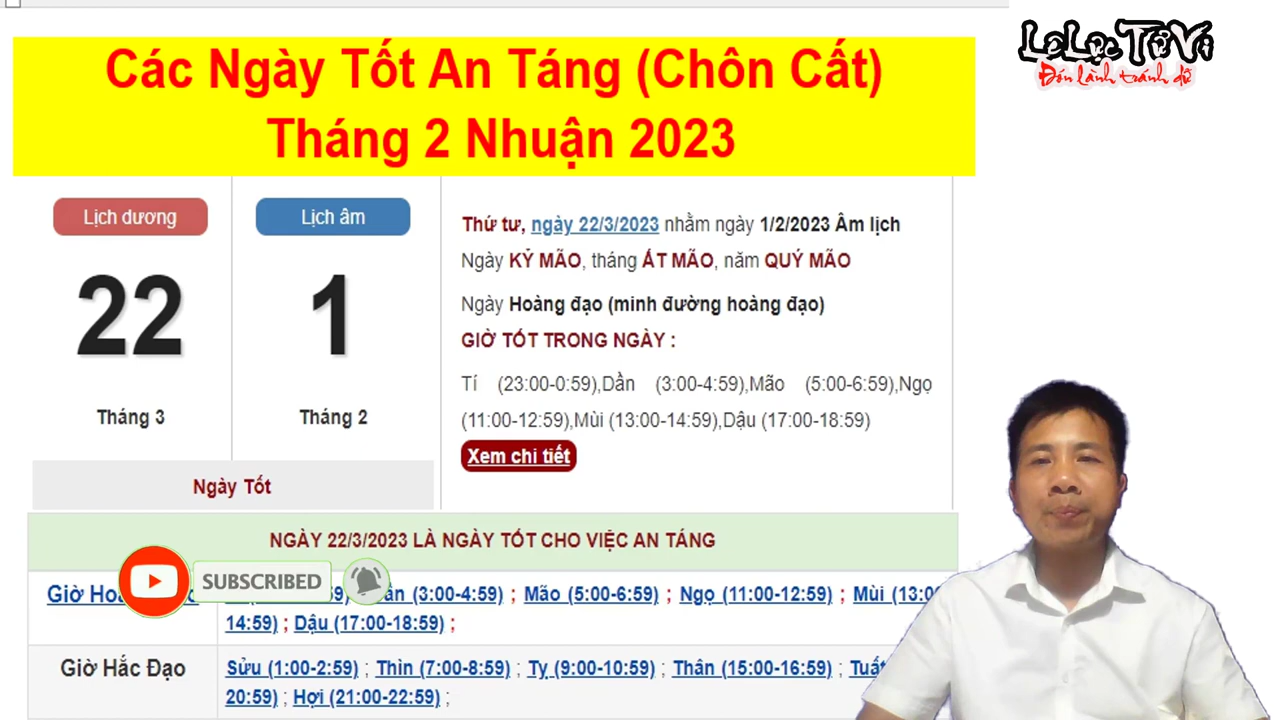 Các Ngày Tốt An Táng (Chôn Cất)
Tháng 2 Nhuận 2023
LêLụcTửVi
Đón lành tránh dữ
Lịch dương
Lịch âm
22
1
Tháng 3
Tháng 2
Ngày Tốt
Thứ tư, ngày 22/3/2023 nhằm ngày 1/2/2023 Âm lịch
Ngày KỶ MÃO, tháng ẤT MÃO, năm QUÝ MÃO
Ngày Hoàng đạo (minh đường hoàng đạo)
GIỜ TỐT TRONG NGÀY :
Tí (23:00-0:59),Dần (3:00-4:59),Mão (5:00-6:59),Ngọ
(11:00-12:59),Mùi (13:00-14:59),Dậu (17:00-18:59)
Xem chi tiết
NGÀY 22/3/2023 LÀ NGÀY TỐT CHO VIỆC AN TÁNG
SUBSCRIBED
Giờ (3:00-4:59) ; Mão (5:00-6:59) ; Ngọ (11:00-12:59) ; Mùi
14:59) ; Dậu (17:00-18:59) ;
Giờ Hắc Đạo
Sửu (1:00-2:59) ; Thìn (7:00-8:59) ; Tỵ (9:00-10:59) ; Thân (15:00-16:59) ; Tuất
20:59) ; Hợi (21:00-22:59) ;